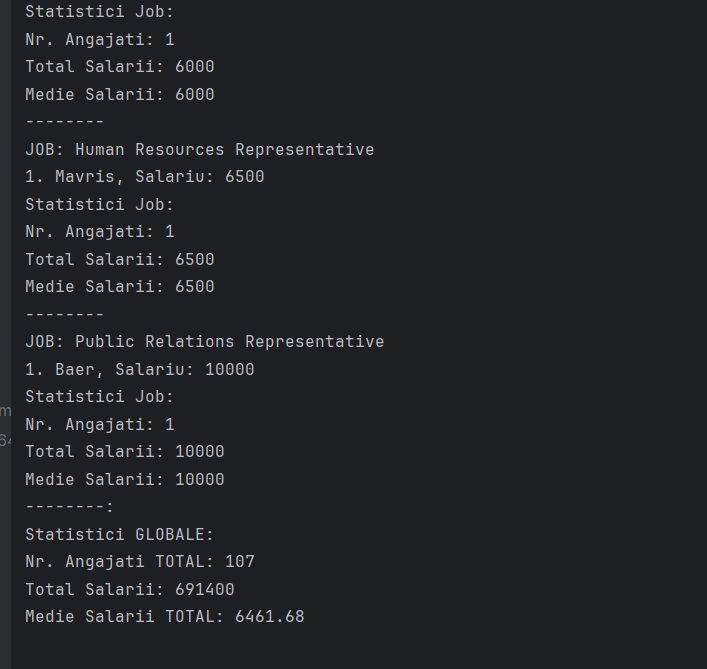 Statistici Job:
Nr. Angajati: 1
Total Salarii: 6000
Medie Salarii: 6000
--------
JOB: Human Resources Representative
1. Mavris, Salariu: 6500
Statistici Job:
Nr. Angajati: 1
Total Salarii: 6500
Medie Salarii: 6500
--------
JOB: Public Relations Representative
1. Baer, Salariu: 10000
Statistici Job:
Nr. Angajati: 1
Total Salarii: 10000
Medie Salarii: 10000
--------:
Statistici GLOBALE:
Nr. Angajati TOTAL: 107
Total Salarii: 691400
Medie Salarii TOTAL: 6461.68